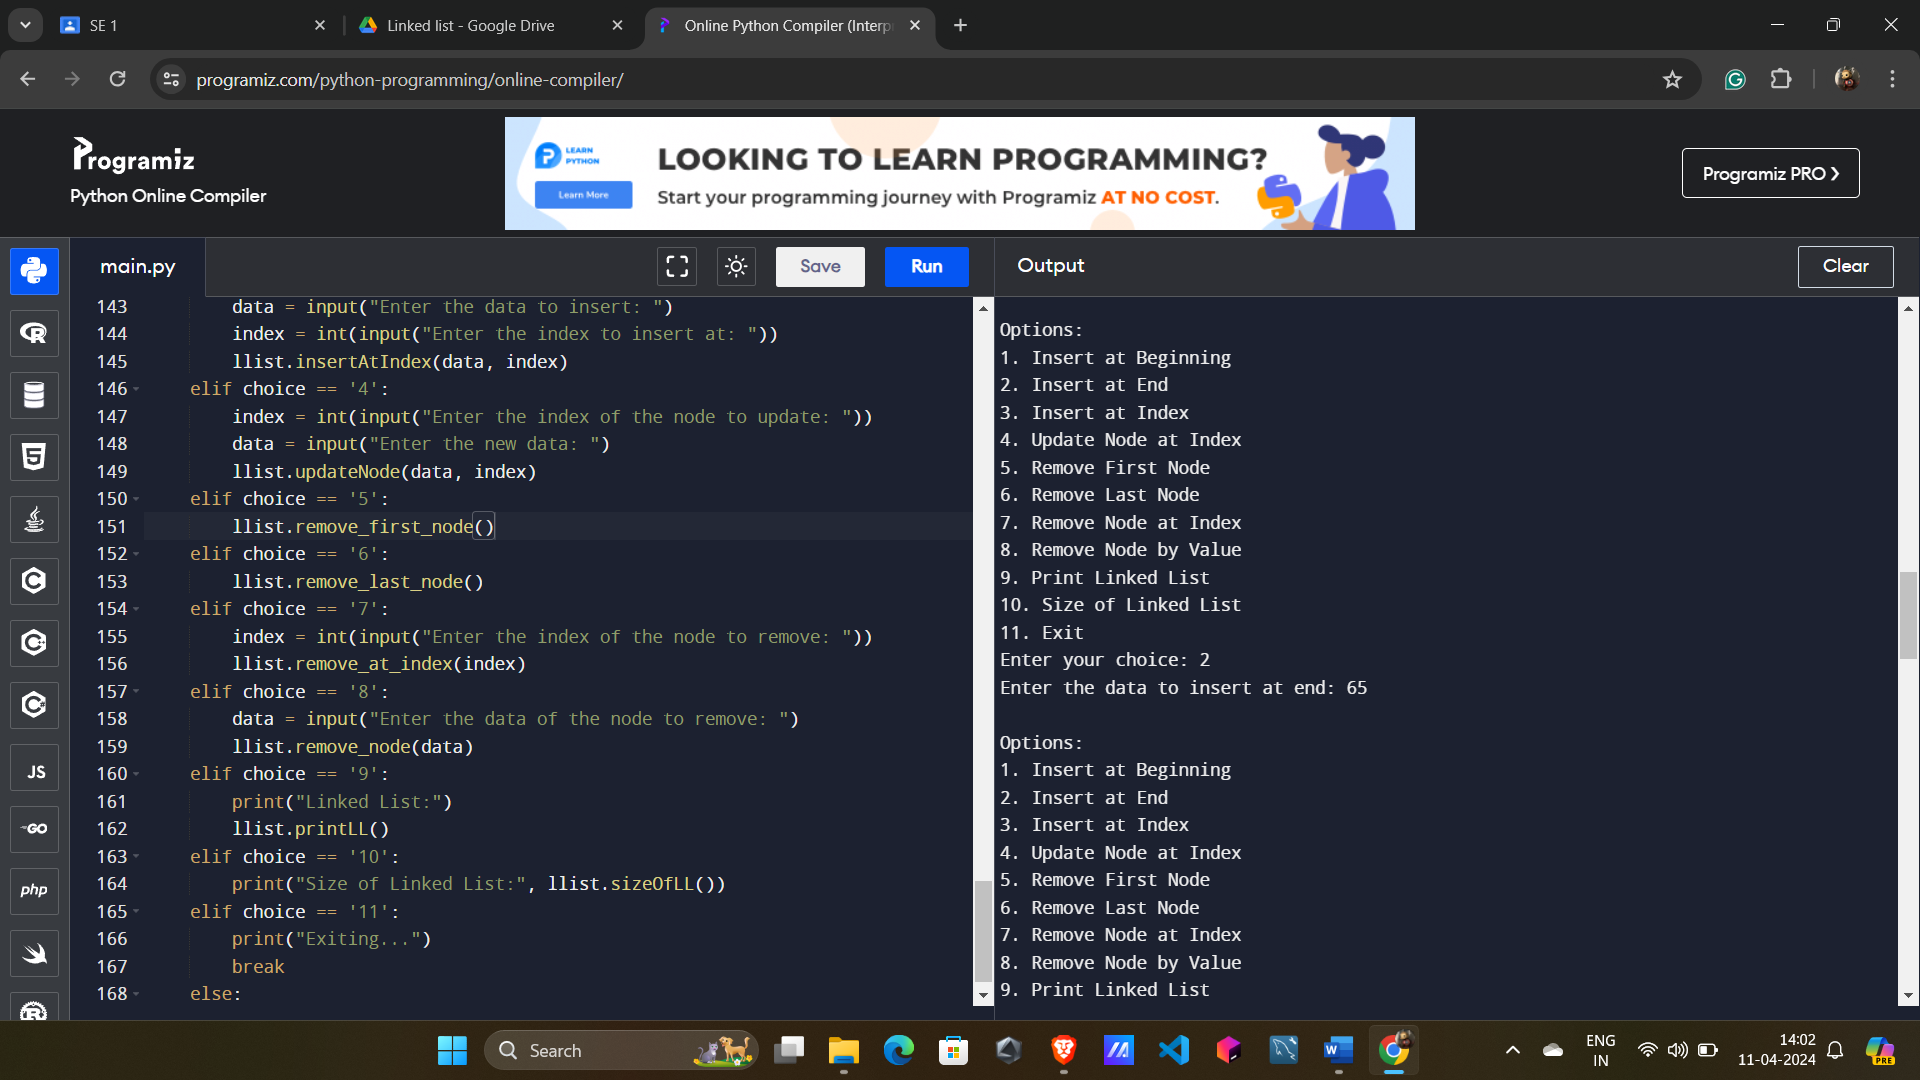 SE 1
Linked list - Google Drive
Online Python Compiler (Interp
programiz.com/python-programming/online-compiler/
Programiz
Python Online Compiler
LEARN
PYTHON
Learn More
LOOKING TO LEARN PROGRAMMING?
Start your programming journey with Programiz AT NO COST.
Programiz PRO ❯
main.py
Save
Run
Output
Clear
143 data = input("Enter the data to insert: ")
144 index = int(input("Enter the index to insert at: "))
145 llist.insertAtIndex(data, index)
146 elif choice == '4':
147 index = int(input("Enter the index of the node to update: "))
148 data = input("Enter the new data: ")
149 llist.updateNode(data, index)
150 elif choice == '5':
151 llist.remove_first_node()
152 elif choice == '6':
153 llist.remove_last_node()
154 elif choice == '7':
155 index = int(input("Enter the index of the node to remove: "))
156 llist.remove_at_index(index)
157 elif choice == '8':
158 data = input("Enter the data of the node to remove: ")
159 llist.remove_node(data)
160 elif choice == '9':
161 print("Linked List:")
162 llist.printLL()
163 elif choice == '10':
164 print("Size of Linked List:", llist.sizeOfLL())
165 elif choice == '11':
166 print("Exiting...")
167 break
168 else:
Options:
1. Insert at Beginning
2. Insert at End
3. Insert at Index
4. Update Node at Index
5. Remove First Node
6. Remove Last Node
7. Remove Node at Index
8. Remove Node by Value
9. Print Linked List
10. Size of Linked List
11. Exit
Enter your choice: 2
Enter the data to insert at end: 65
Options:
1. Insert at Beginning
2. Insert at End
3. Insert at Index
4. Update Node at Index
5. Remove First Node
6. Remove Last Node
7. Remove Node at Index
8. Remove Node by Value
9. Print Linked List
JS
GO
php
Search
ENG
IN
14:02
11-04-2024
PRE